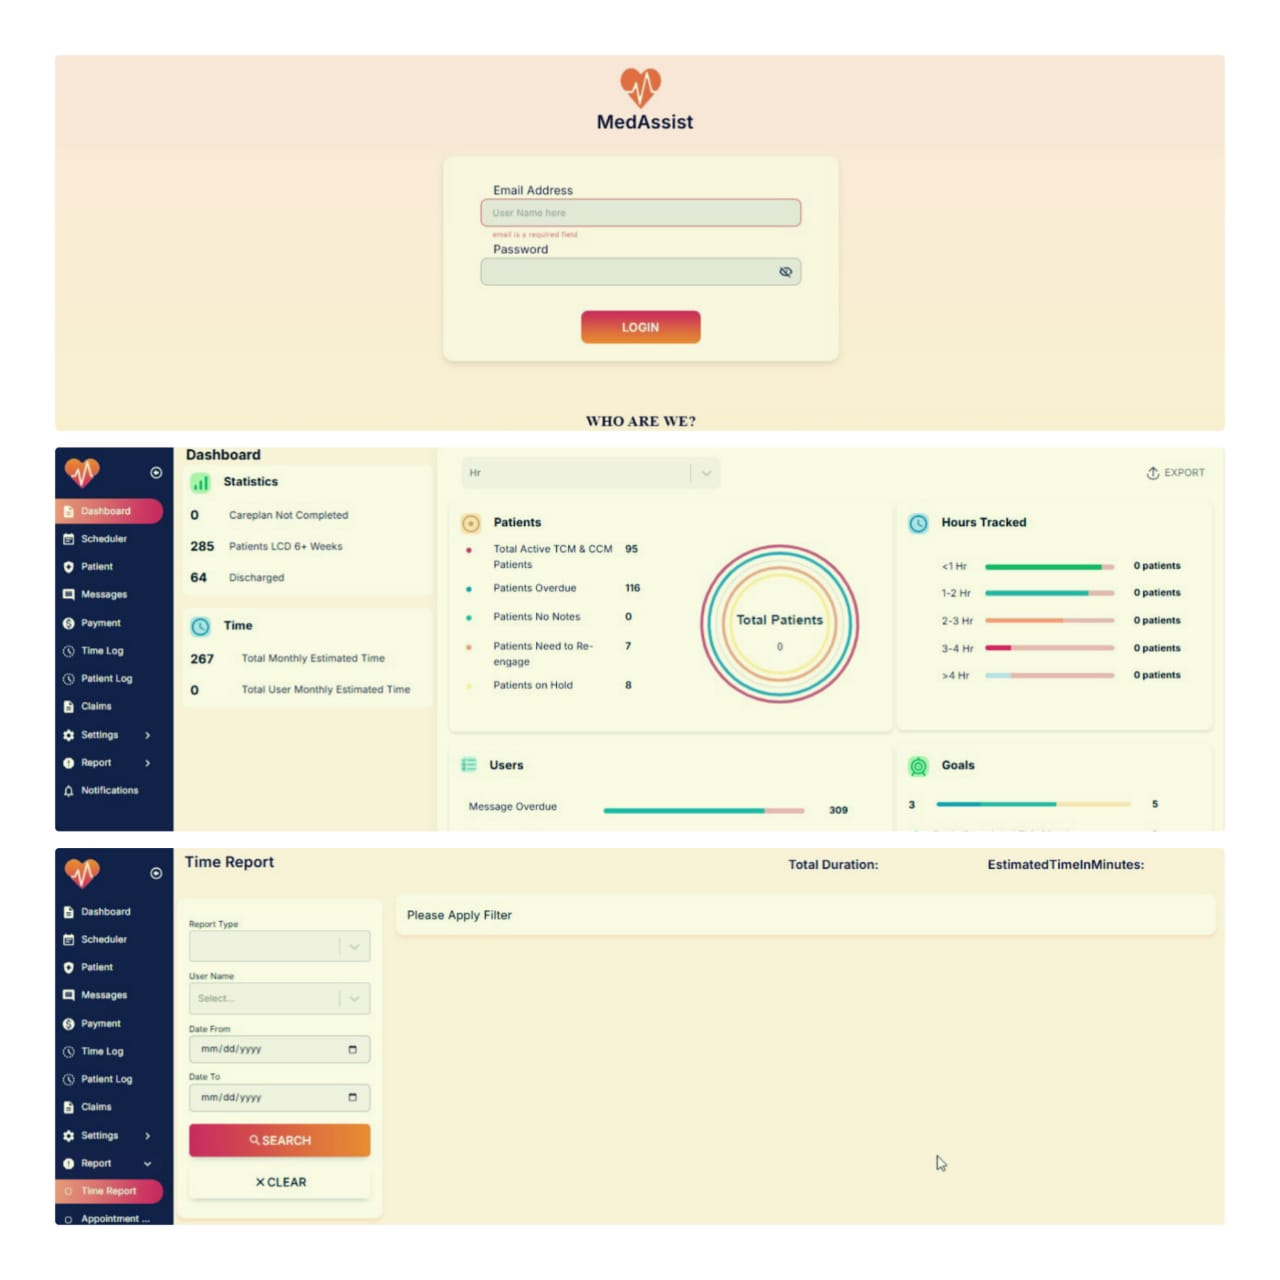 MedAssist
Email Address
User Name here
email is a required field
Password
LOGIN
WHO ARE WE?
Dashboard
Scheduler
Patient
Messages
Payment
Time Log
Patient Log
Claims
Settings
Report
Notifications
Dashboard
Statistics
0 Careplan Not Completed
285 Patients LCD 6+ Weeks
64 Discharged
Time
267 Total Monthly Estimated Time
0 Total User Monthly Estimated Time
Hr
EXPORT
Patients
Total Active TCM & CCM 95
Patients
Patients Overdue 116
Patients No Notes 0
Patients Need to Re- 7
engage
Patients on Hold 8
Total Patients
0
Hours Tracked
<1 Hr 0 patients
1-2 Hr 0 patients
2-3 Hr 0 patients
3-4 Hr 0 patients
>4 Hr 0 patients
Users
Message Overdue 309
Goals
3 5
Dashboard
Scheduler
Patient
Messages
Payment
Time Log
Patient Log
Claims
Settings
Report
Time Report
Appointment ...
Time Report
Total Duration: EstimatedTimeInMinutes:
Report Type
User Name
Select...
Date From
mm/dd/yyyy
Date To
mm/dd/yyyy
SEARCH
CLEAR
Please Apply Filter